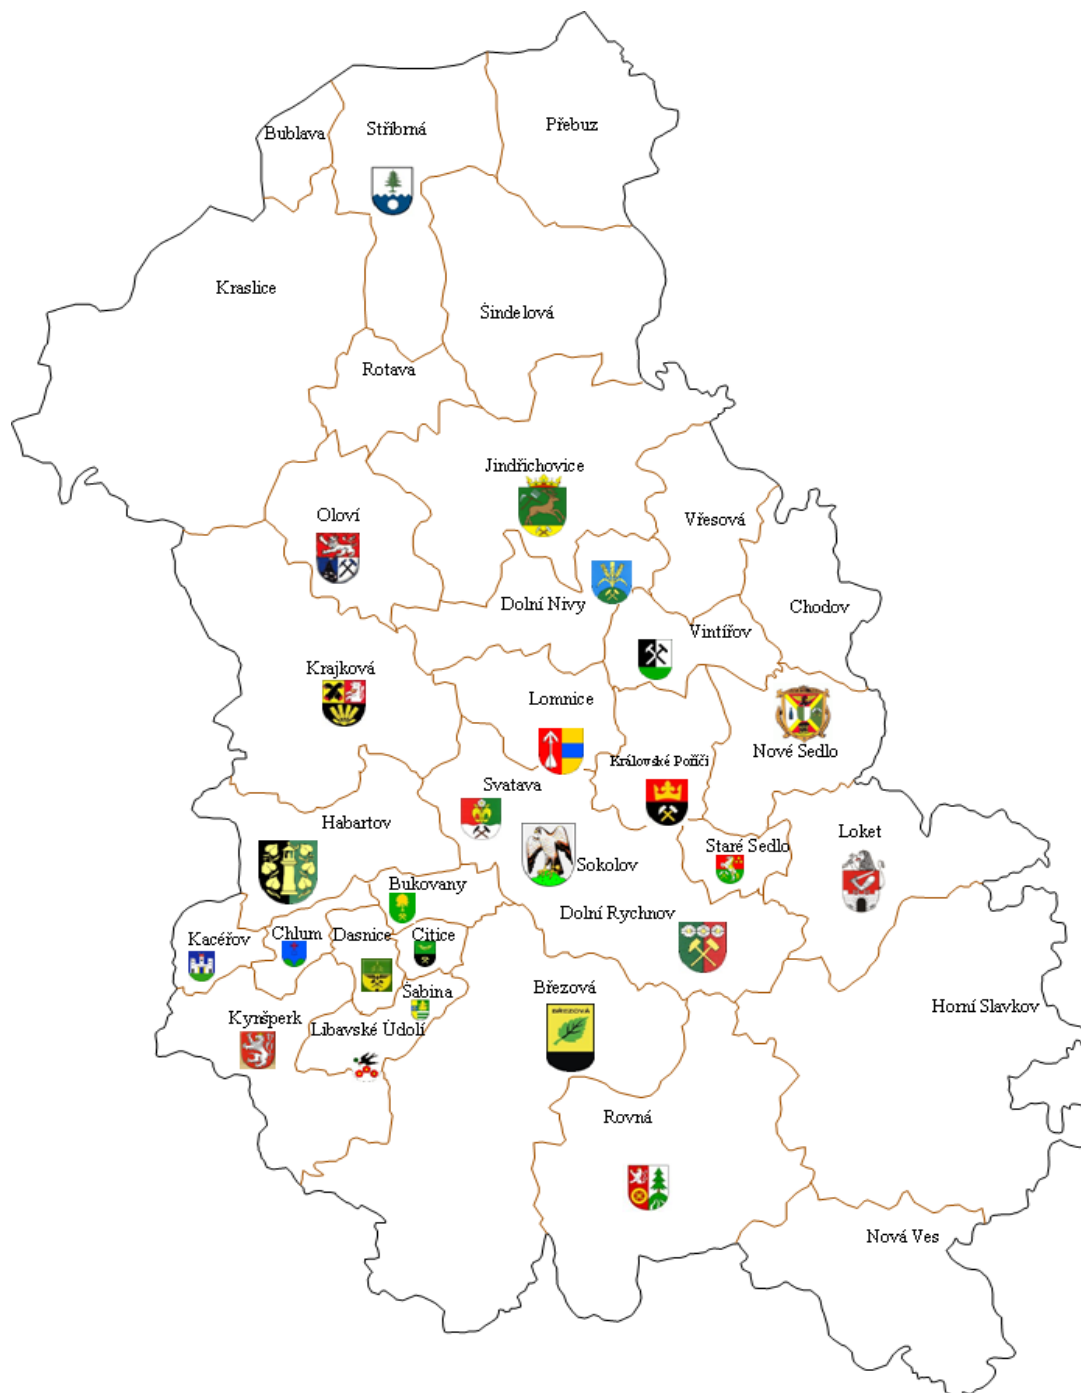 Přebuz
Stříbrná
Bublava
Kraslice
Šindelová
Rotava
Jindřichovice
Oloví
Vřesová
Dolní Nivy
Chodov
Vintířov
Krajková
Lomnice
Nové Sedlo
Královské Poříčí
Svatava
Habartov
Loket
Staré Sedlo
Sokolov
Bukovany
Dolní Rychnov
Kacéřov
Chlum
Dasnice
Citice
Šabina
Březová
BŘEZOVÁ
Horní Slavkov
Kynšperk
Libavské Údolí
Rovná
Nová Ves